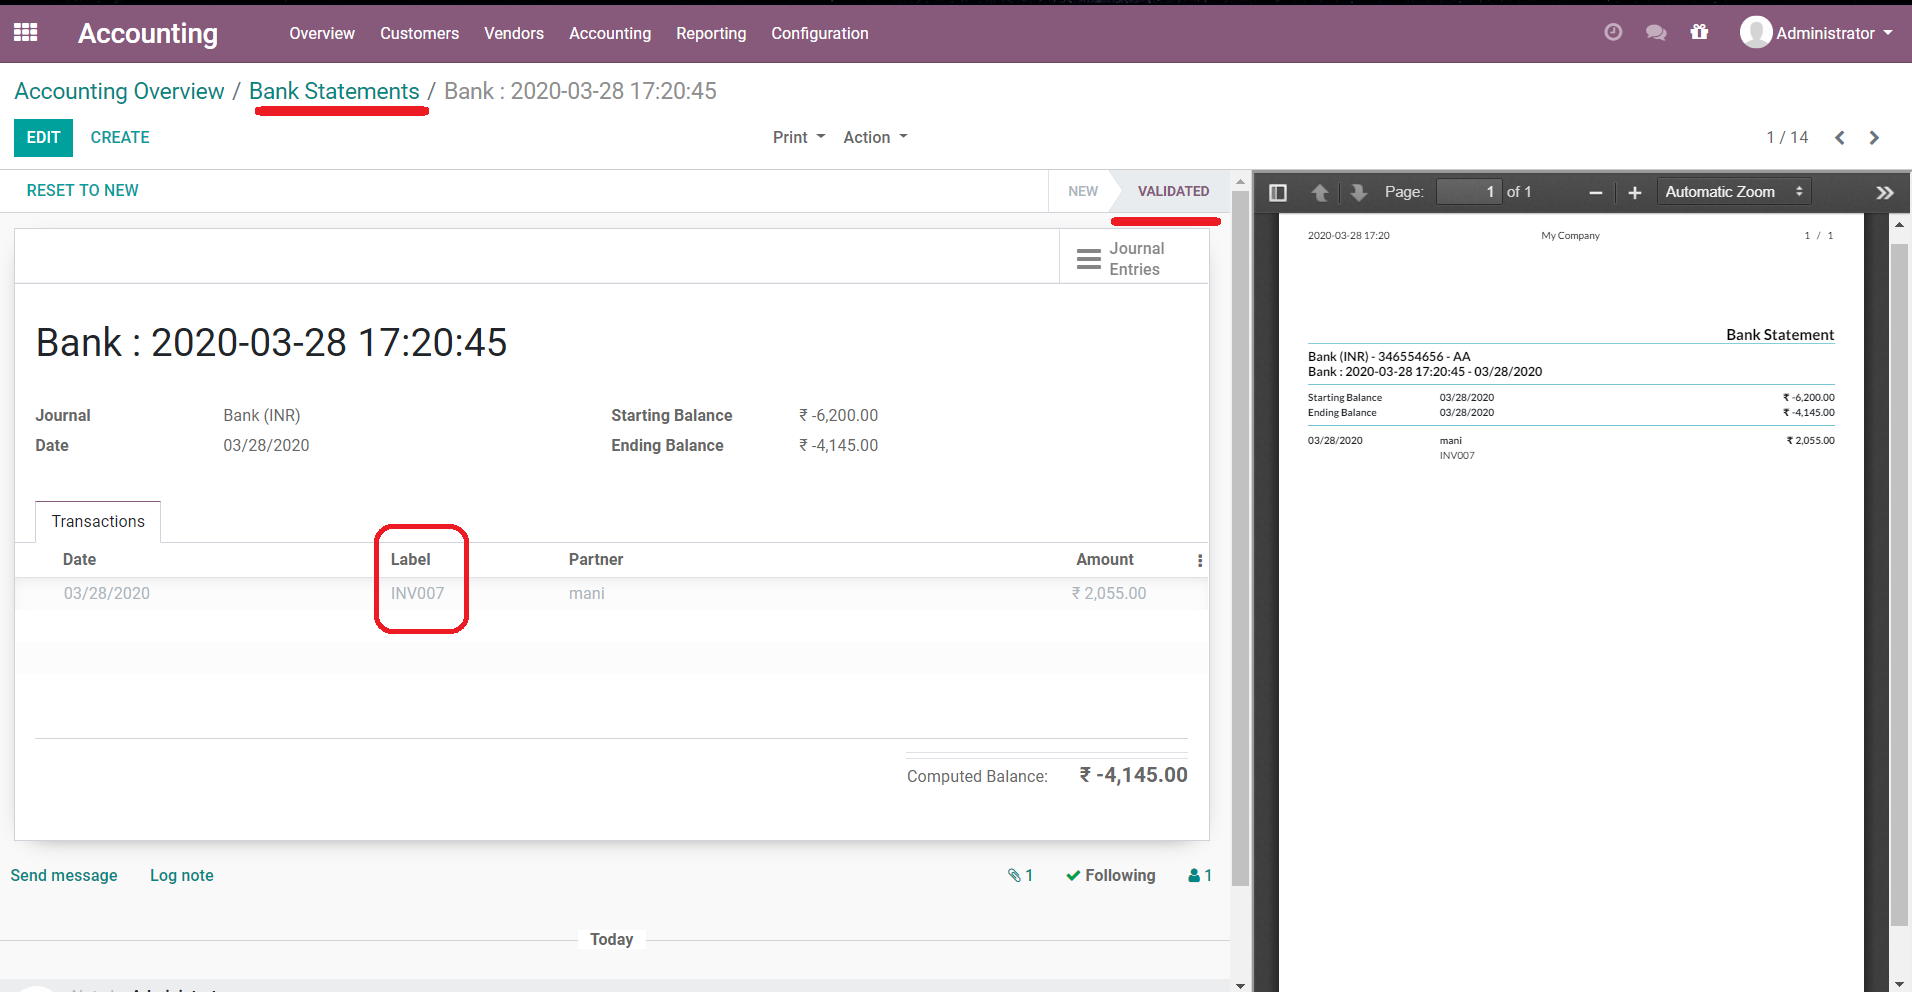 Accounting Overview Customers Vendors Accounting Reporting Configuration Administrator
Accounting Overview / Bank Statements / Bank : 2020-03-28 17:20:45
EDIT CREATE Print Action 1 / 14
RESET TO NEW NEW VALIDATED
Journal
Entries
Bank : 2020-03-28 17:20:45
Journal Bank (INR) Starting Balance ₹ -6,200.00
Date 03/28/2020 Ending Balance ₹ -4,145.00
Transactions
Date Label Partner Amount
03/28/2020 INV007 mani ₹ 2,055.00
Computed Balance: ₹ -4,145.00
Send message Log note 1 Following 1
Today
Page: 1 of 1 Automatic Zoom
2020-03-28 17:20 My Company 1 / 1
Bank Statement
Bank (INR) - 346554656 - AA
Bank : 2020-03-28 17:20:45 - 03/28/2020
Starting Balance 03/28/2020 ₹ -6,200.00
Ending Balance 03/28/2020 ₹ -4,145.00
03/28/2020 mani ₹ 2,055.00
INV007